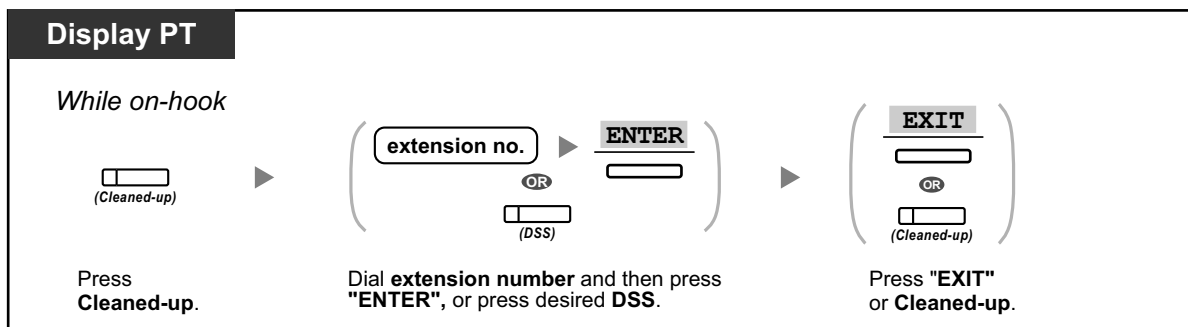 Display PT
While on-hook
(Cleaned-up)
extension no.
ENTER
OR
(DSS)
EXIT
OR
(Cleaned-up)
Press
Cleaned-up.
Dial extension number and then press
"ENTER", or press desired DSS.
Press "EXIT"
or Cleaned-up.